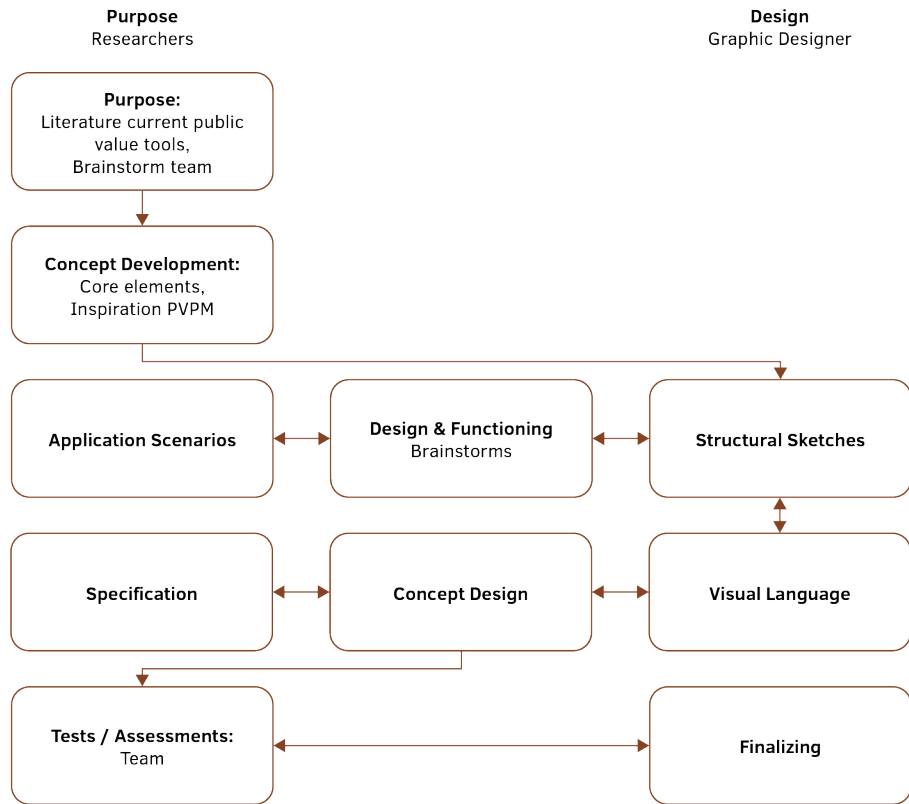 Purpose
Researchers
Design
Graphic Designer
Purpose:
Literature current public
value tools,
Brainstorm team
Concept Development:
Core elements,
Inspiration PVPM
Application Scenarios
Design & Functioning
Brainstorms
Structural Sketches
Specification
Concept Design
Visual Language
Tests / Assessments:
Team
Finalizing